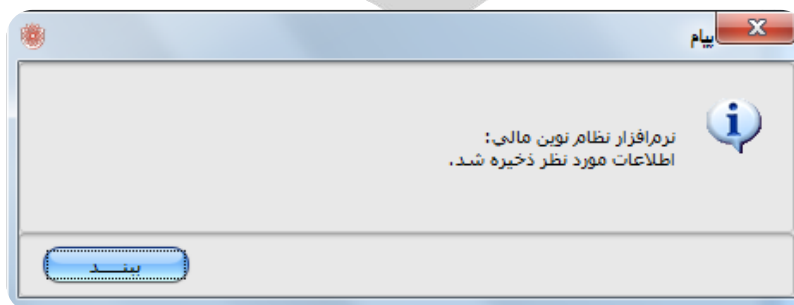 پیام
نرم‌افزار نظام نوین مالی:
اطلاعات مورد نظر ذخیره شد.
ببنـــد